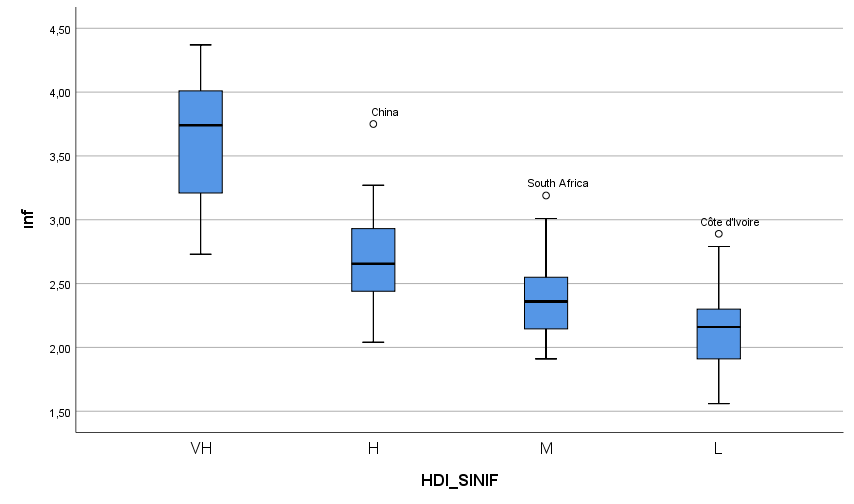 4,50
4,00
China
3,50
South Africa
3,00
Côte d'Ivoire
2,50
2,00
1,50
inf
VH H M L
HDI_SINIF